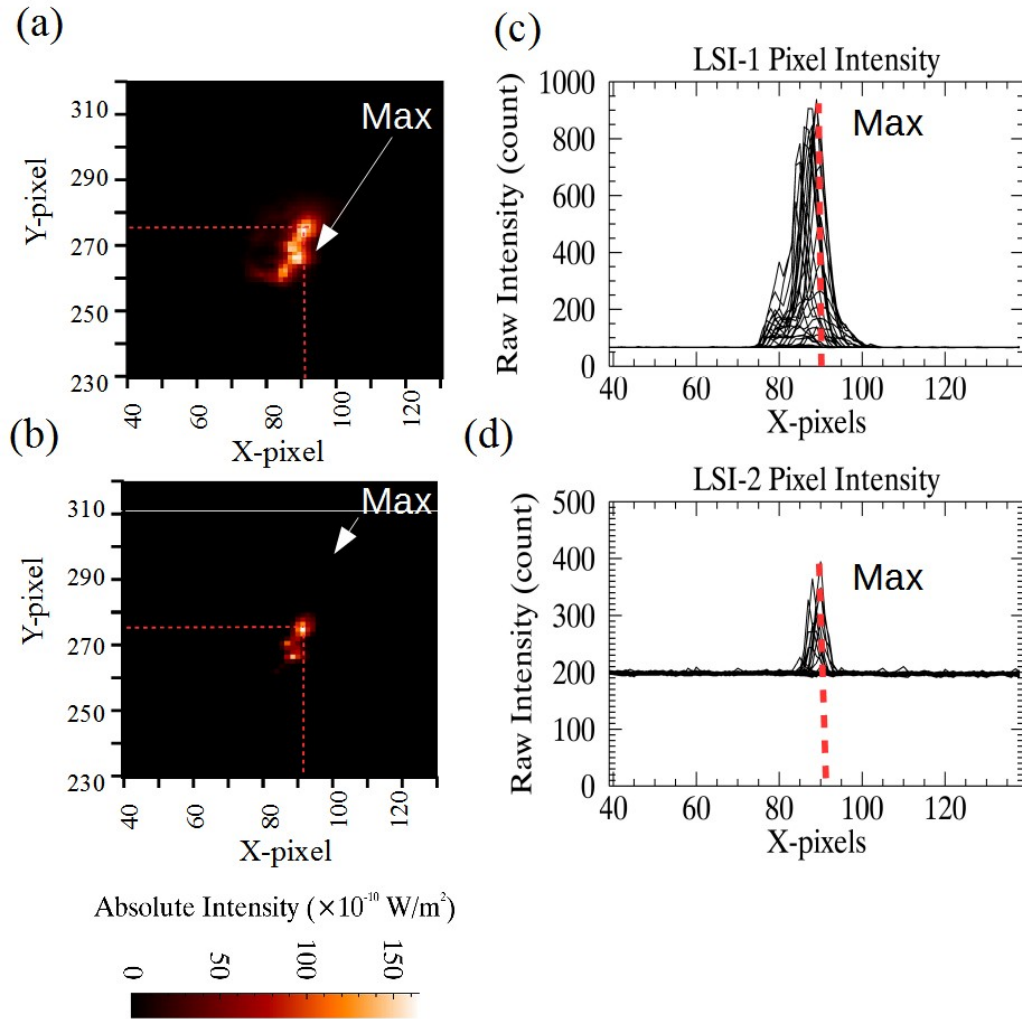 (a)
Max
310
290
270
250
230
Y-pixel
40
60
80
100
120
X-pixel
(b)
Max
310
290
270
250
230
Y-pixel
40
60
80
100
120
X-pixel
Absolute Intensity (×10⁻¹⁰ W/m²)
0
50
100
150
(c)
LSI-1 Pixel Intensity
Max
1000
800
600
400
200
0
Raw Intensity (count)
40 60 80 100 120
X-pixels
(d)
LSI-2 Pixel Intensity
Max
500
400
300
200
100
0
Raw Intensity (count)
40 60 80 100 120
X-pixels